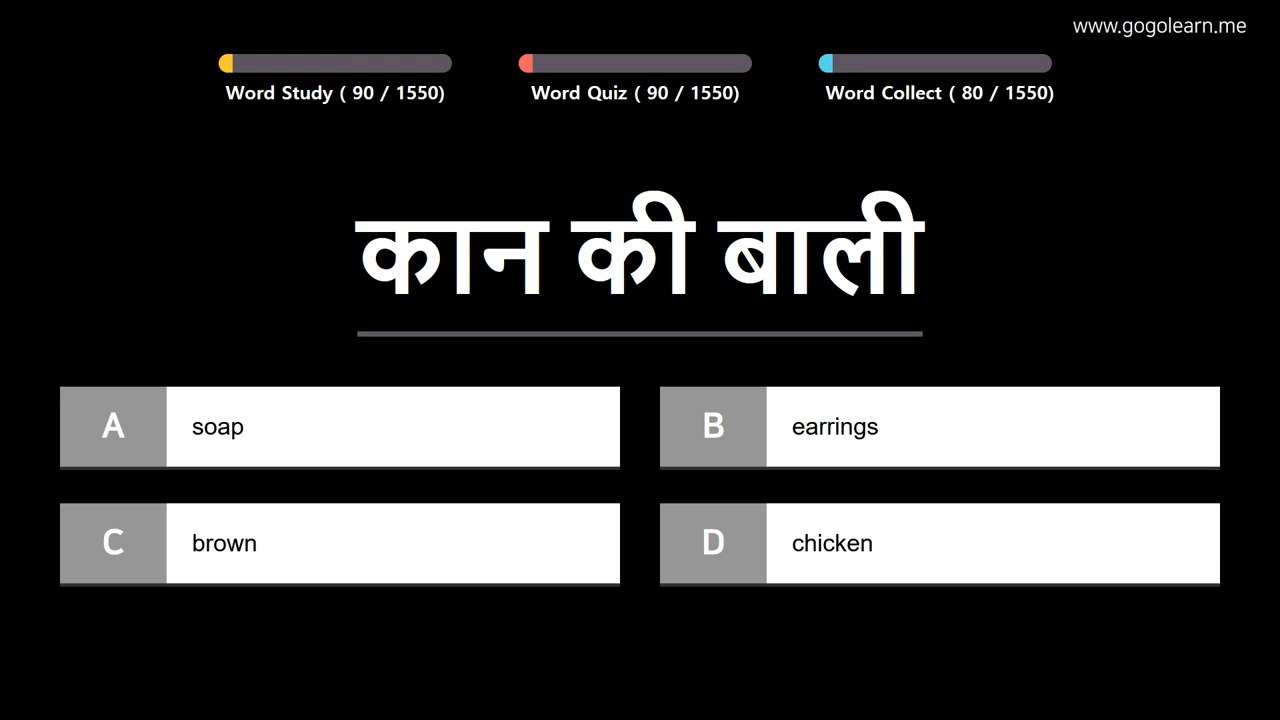 www.gogolearn.me
Word Study ( 90 / 1550)
Word Quiz ( 90 / 1550)
Word Collect ( 80 / 1550)
कान की बाली
A soap
B earrings
C brown
D chicken